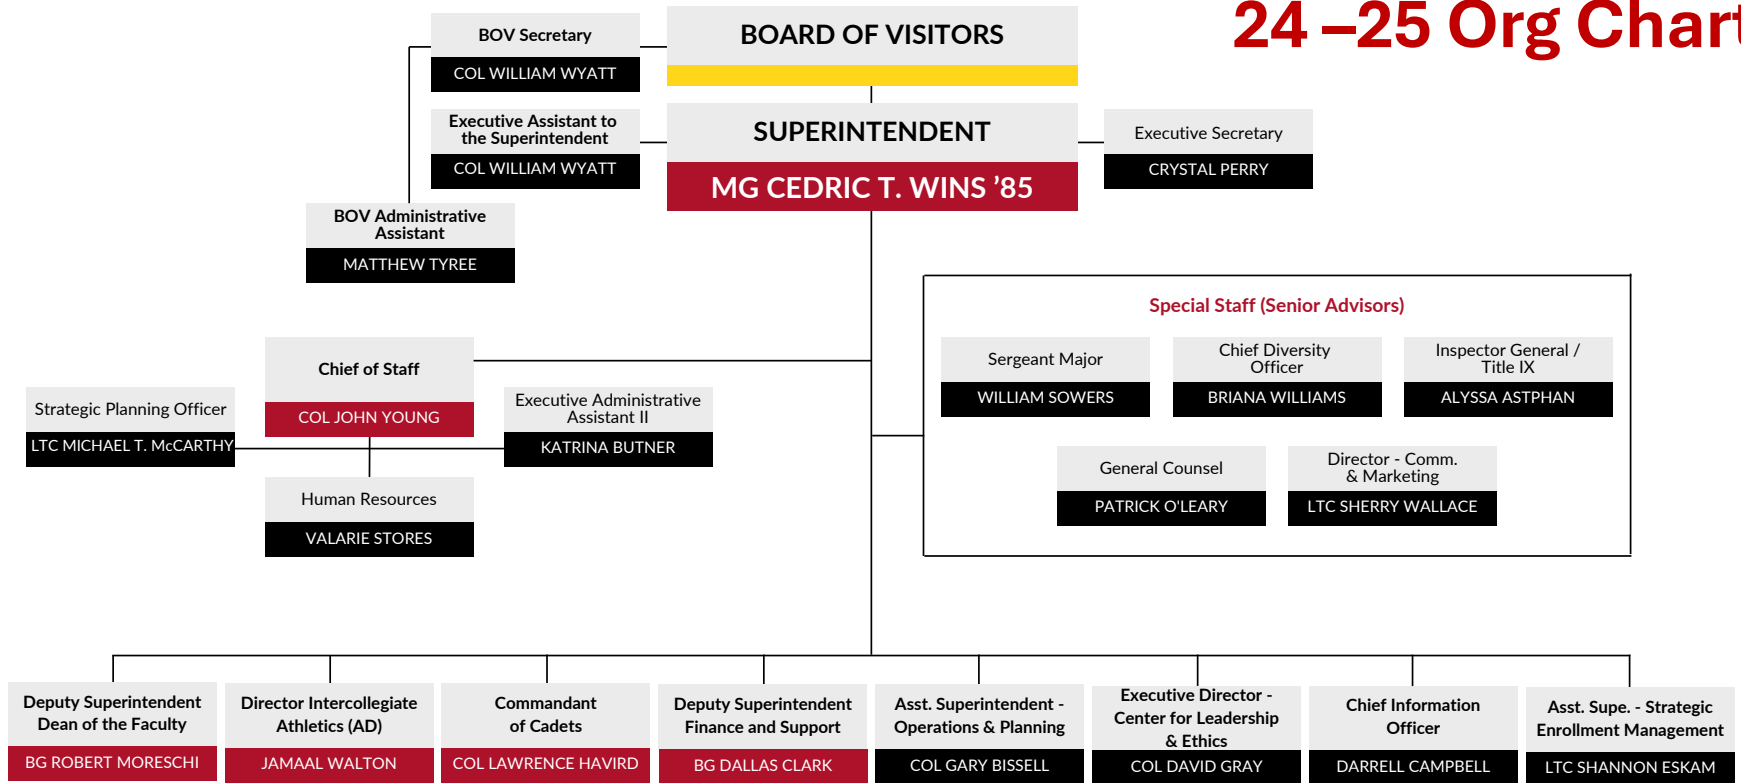 24 –25 Org Chart
BOV Secretary
COL WILLIAM WYATT
BOARD OF VISITORS
Executive Assistant to
the Superintendent
COL WILLIAM WYATT
SUPERINTENDENT
MG CEDRIC T. WINS ’85
Executive Secretary
CRYSTAL PERRY
BOV Administrative
Assistant
MATTHEW TYREE
Special Staff (Senior Advisors)
Sergeant Major
WILLIAM SOWERS
Chief Diversity
Officer
BRIANA WILLIAMS
Inspector General /
Title IX
ALYSSA ASTPHAN
General Counsel
PATRICK O'LEARY
Director - Comm.
& Marketing
LTC SHERRY WALLACE
Chief of Staff
COL JOHN YOUNG
Strategic Planning Officer
LTC MICHAEL T. McCARTHY
Executive Administrative
Assistant II
KATRINA BUTNER
Human Resources
VALARIE STORES
Deputy Superintendent
Dean of the Faculty
BG ROBERT MORESCHI
Director Intercollegiate
Athletics (AD)
JAMAAL WALTON
Commandant
of Cadets
COL LAWRENCE HAVIRD
Deputy Superintendent
Finance and Support
BG DALLAS CLARK
Asst. Superintendent -
Operations & Planning
COL GARY BISSELL
Executive Director -
Center for Leadership
& Ethics
COL DAVID GRAY
Chief Information
Officer
DARRELL CAMPBELL
Asst. Supe. - Strategic
Enrollment Management
LTC SHANNON ESKAM